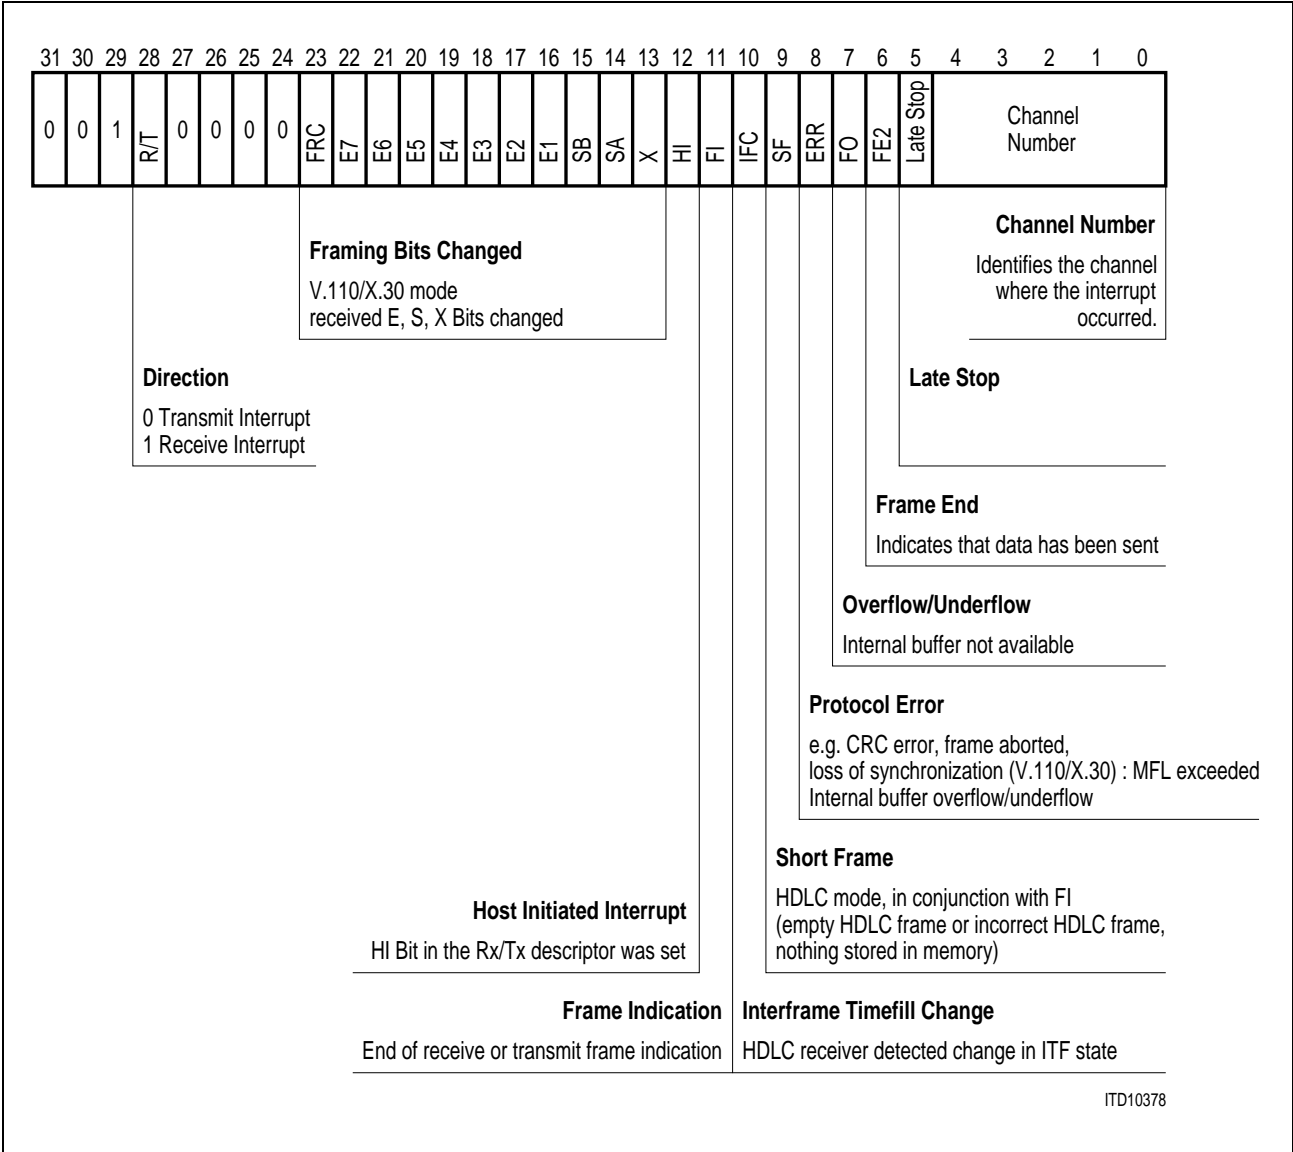 31 30 29 28 27 26 25 24 23 22 21 20 19 18 17 16 15 14 13 12 11 10 9 8 7 6 5 4 3 2 1 0
0 0 1 R/T 0 0 0 0 FRC E7 E6 E5 E4 E3 E2 E1 SB SA X HI FI IFC SF ERR FO FE2 Late Stop Channel
Number
Channel Number
Identifies the channel
where the interrupt
occurred.
Framing Bits Changed
V.110/X.30 mode
received E, S, X Bits changed
Direction
0 Transmit Interrupt
1 Receive Interrupt
Late Stop
Frame End
Indicates that data has been sent
Overflow/Underflow
Internal buffer not available
Protocol Error
e.g. CRC error, frame aborted,
loss of synchronization (V.110/X.30) : MFL exceeded
Internal buffer overflow/underflow
Short Frame
HDLC mode, in conjunction with FI
(empty HDLC frame or incorrect HDLC frame,
nothing stored in memory)
Host Initiated Interrupt
HI Bit in the Rx/Tx descriptor was set
Frame Indication
End of receive or transmit frame indication
Interframe Timefill Change
HDLC receiver detected change in ITF state
ITD10378